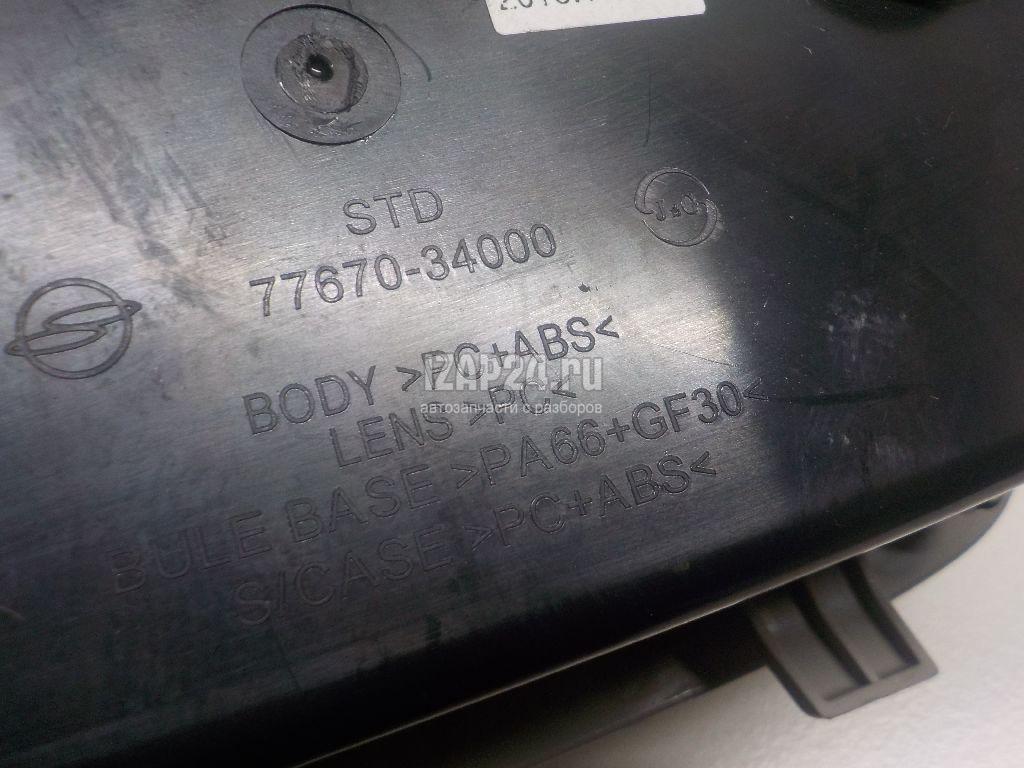 STD
77670-34000
BODY >PC+ABS<
LENS >PC<
BULE BASE >PA66+GF30<
S/CASE >PC+ABS<
IZAP24.ru
автозапчасти с разборов